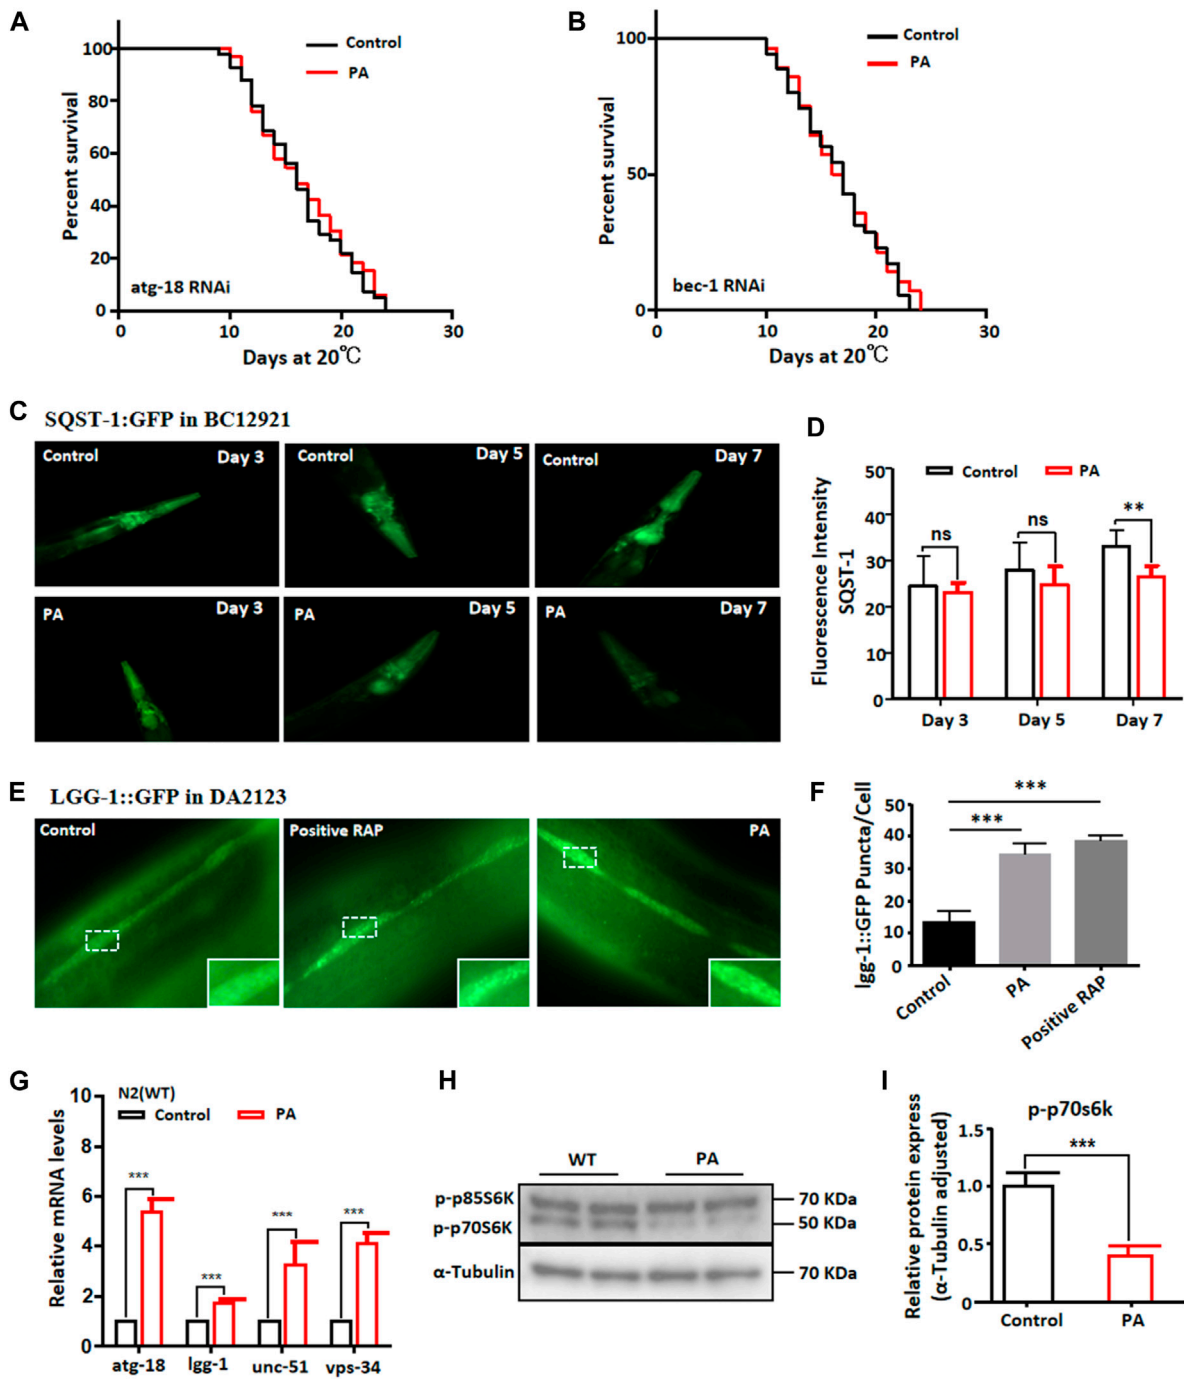 A
Control
PA
Percent survival
100
80
60
40
20
0
atg-18 RNAi
0 10 20 30
Days at 20℃
B
Control
PA
Percent survival
100
50
0
bec-1 RNAi
0 10 20 30
Days at 20℃
C
SQST-1:GFP in BC12921
Control Day 3
Control Day 5
Control Day 7
PA Day 3
PA Day 5
PA Day 7
D
Control PA
Fluorescence Intensity
SQST-1
50
40
30
20
10
0
ns ns **
Day 3 Day 5 Day 7
E
LGG-1::GFP in DA2123
Control
Positive RAP
PA
F
lgg-1::GFP Puncta/Cell
50
40
30
20
10
0
***
***
Control PA Positive RAP
G
N2(WT)
Control PA
Relative mRNA levels
10
8
6
4
2
0
*** *** *** ***
atg-18 lgg-1 unc-51 vps-34
H
WT PA
p-p85S6K 70 KDa
p-p70S6K 50 KDa
α-Tubulin 70 KDa
I
p-p70s6k
Relative protein express
(α-Tubulin adjusted)
1.5
1.0
0.5
0
***
Control PA